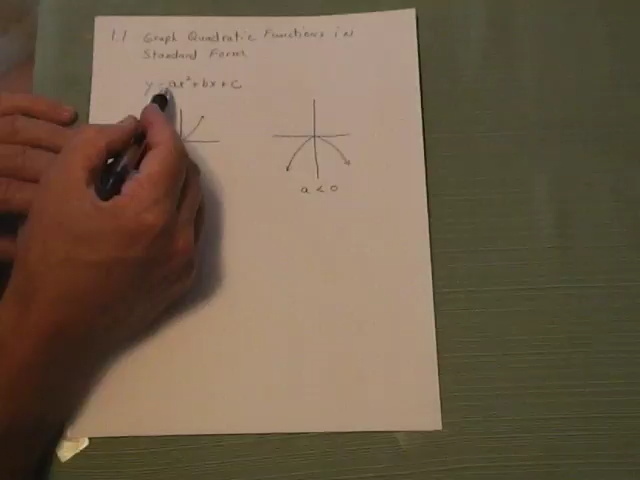 1.1 Graph Quadratic Functions in
Standard Form
y = ax²+bx+c
a < 0